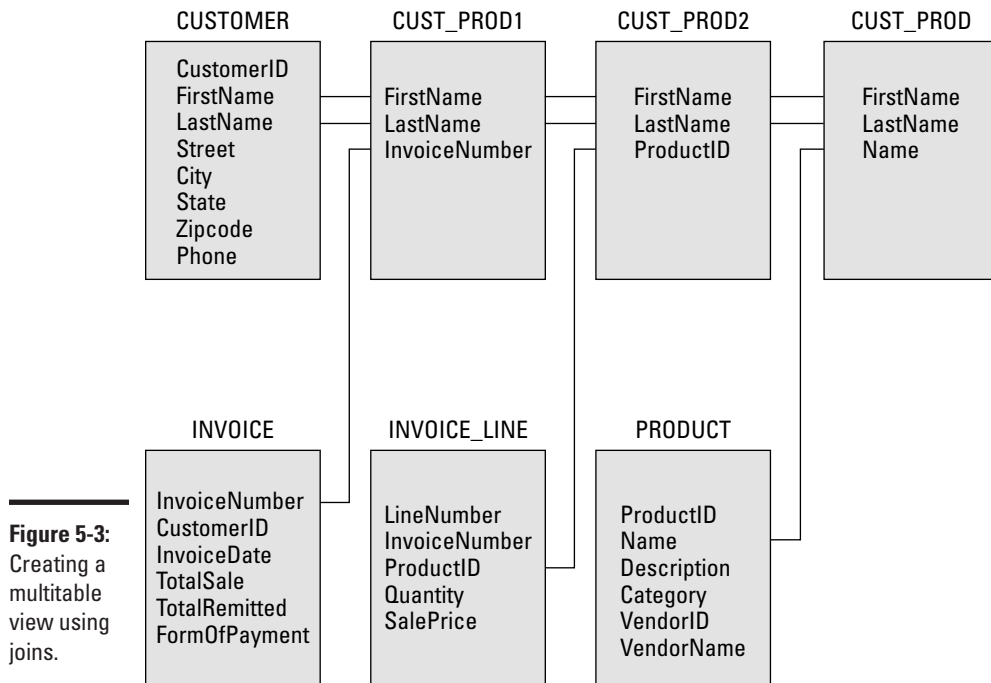 CUSTOMER
CustomerID
FirstName
LastName
Street
City
State
Zipcode
Phone
CUST_PROD1
FirstName
LastName
InvoiceNumber
CUST_PROD2
FirstName
LastName
ProductID
CUST_PROD
FirstName
LastName
Name
INVOICE
InvoiceNumber
CustomerID
InvoiceDate
TotalSale
TotalRemitted
FormOfPayment
INVOICE_LINE
LineNumber
InvoiceNumber
ProductID
Quantity
SalePrice
PRODUCT
ProductID
Name
Description
Category
VendorID
VendorName
Figure 5-3:
Creating a
multitable
view using
joins.